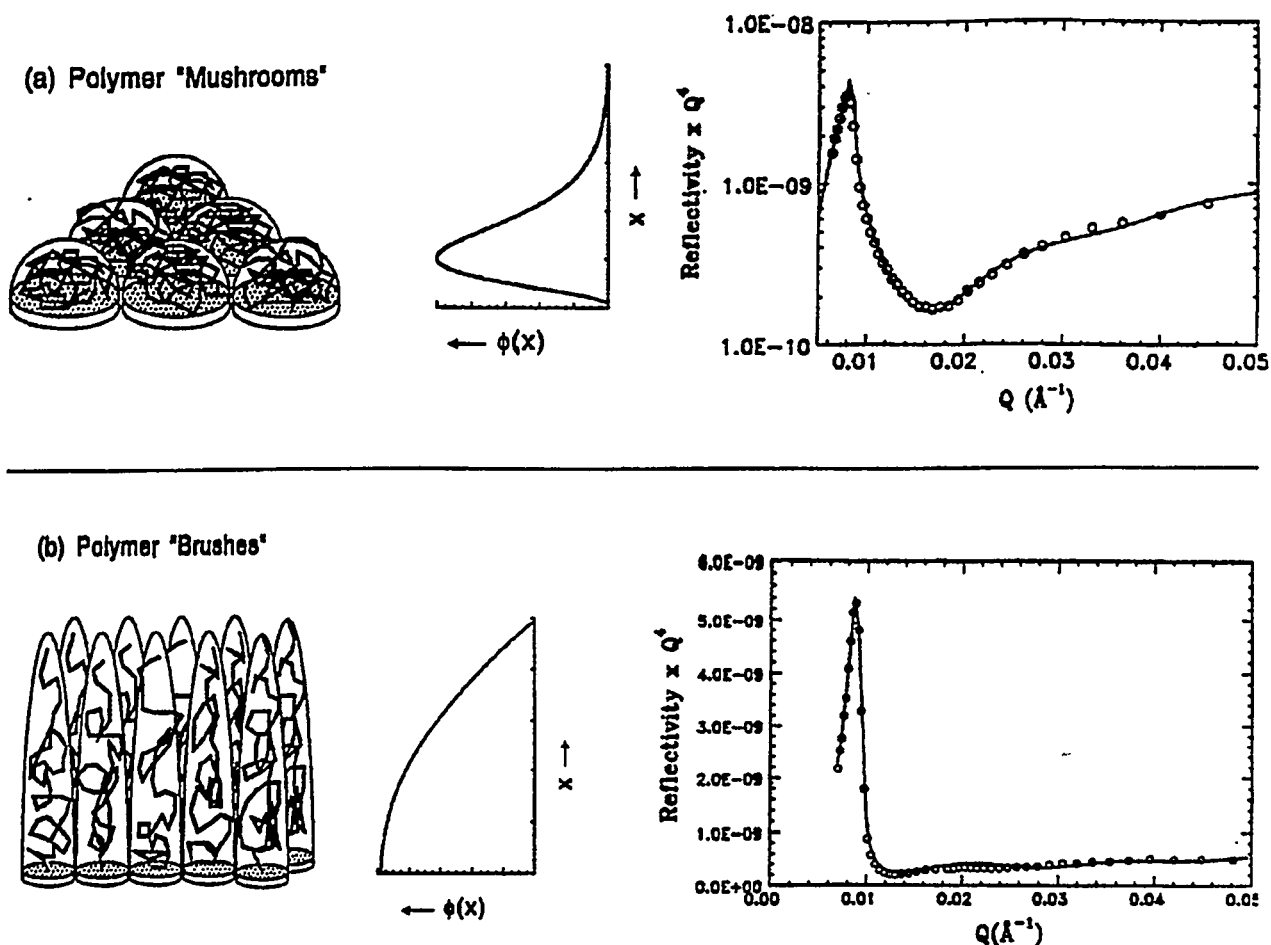 (a) Polymer "Mushrooms"
← ϕ(x)
x →
1.0E-08
1.0E-09
1.0E-10
Reflectivity x Q⁴
0.01 0.02 0.03 0.04 0.05
Q (Å⁻¹)
(b) Polymer "Brushes"
← ϕ(x)
x →
6.0E-09
5.0E-09
4.0E-09
3.0E-09
2.0E-09
1.0E-09
0.0E+00
Reflectivity x Q⁴
0.00 0.01 0.02 0.03 0.04 0.05
Q(Å⁻¹)